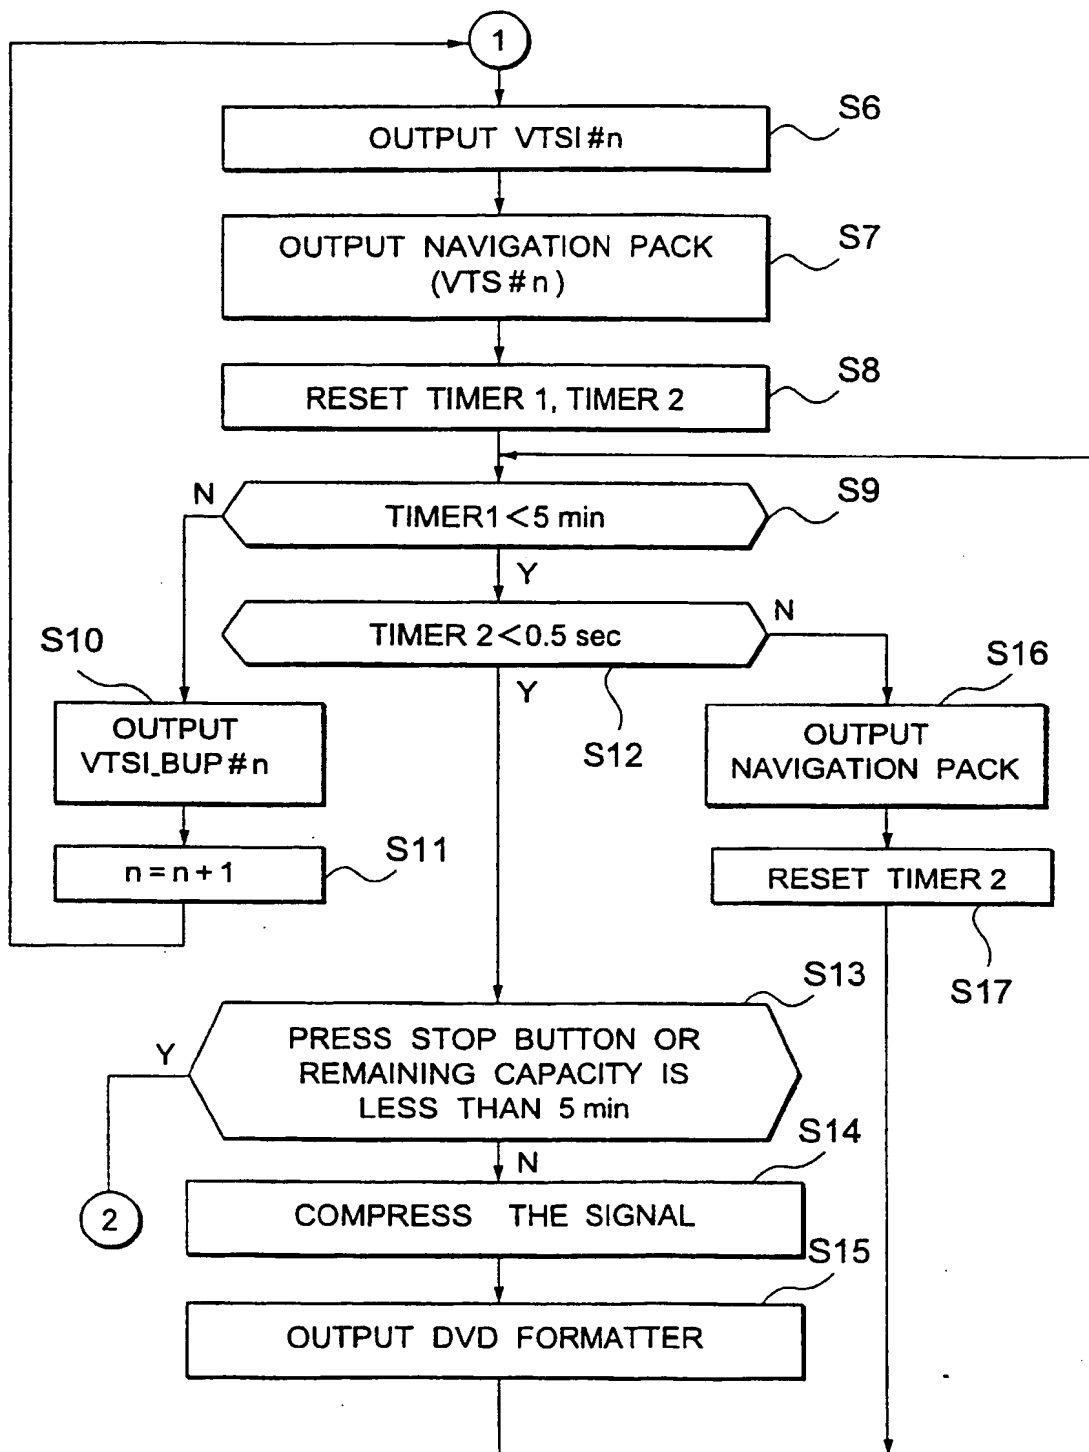 1
OUTPUT VTSI#n
S6
OUTPUT NAVIGATION PACK
(VTS#n)
S7
RESET TIMER 1, TIMER 2
S8
N
TIMER1<5 min
S9
Y
TIMER 2<0.5 sec
N
S12
Y
S10
OUTPUT
VTSI_BUP#n
S16
OUTPUT
NAVIGATION PACK
n=n+1
S11
RESET TIMER 2
S17
Y
PRESS STOP BUTTON OR
REMAINING CAPACITY IS
LESS THAN 5 min
S13
N
2
COMPRESS THE SIGNAL
S14
OUTPUT DVD FORMATTER
S15